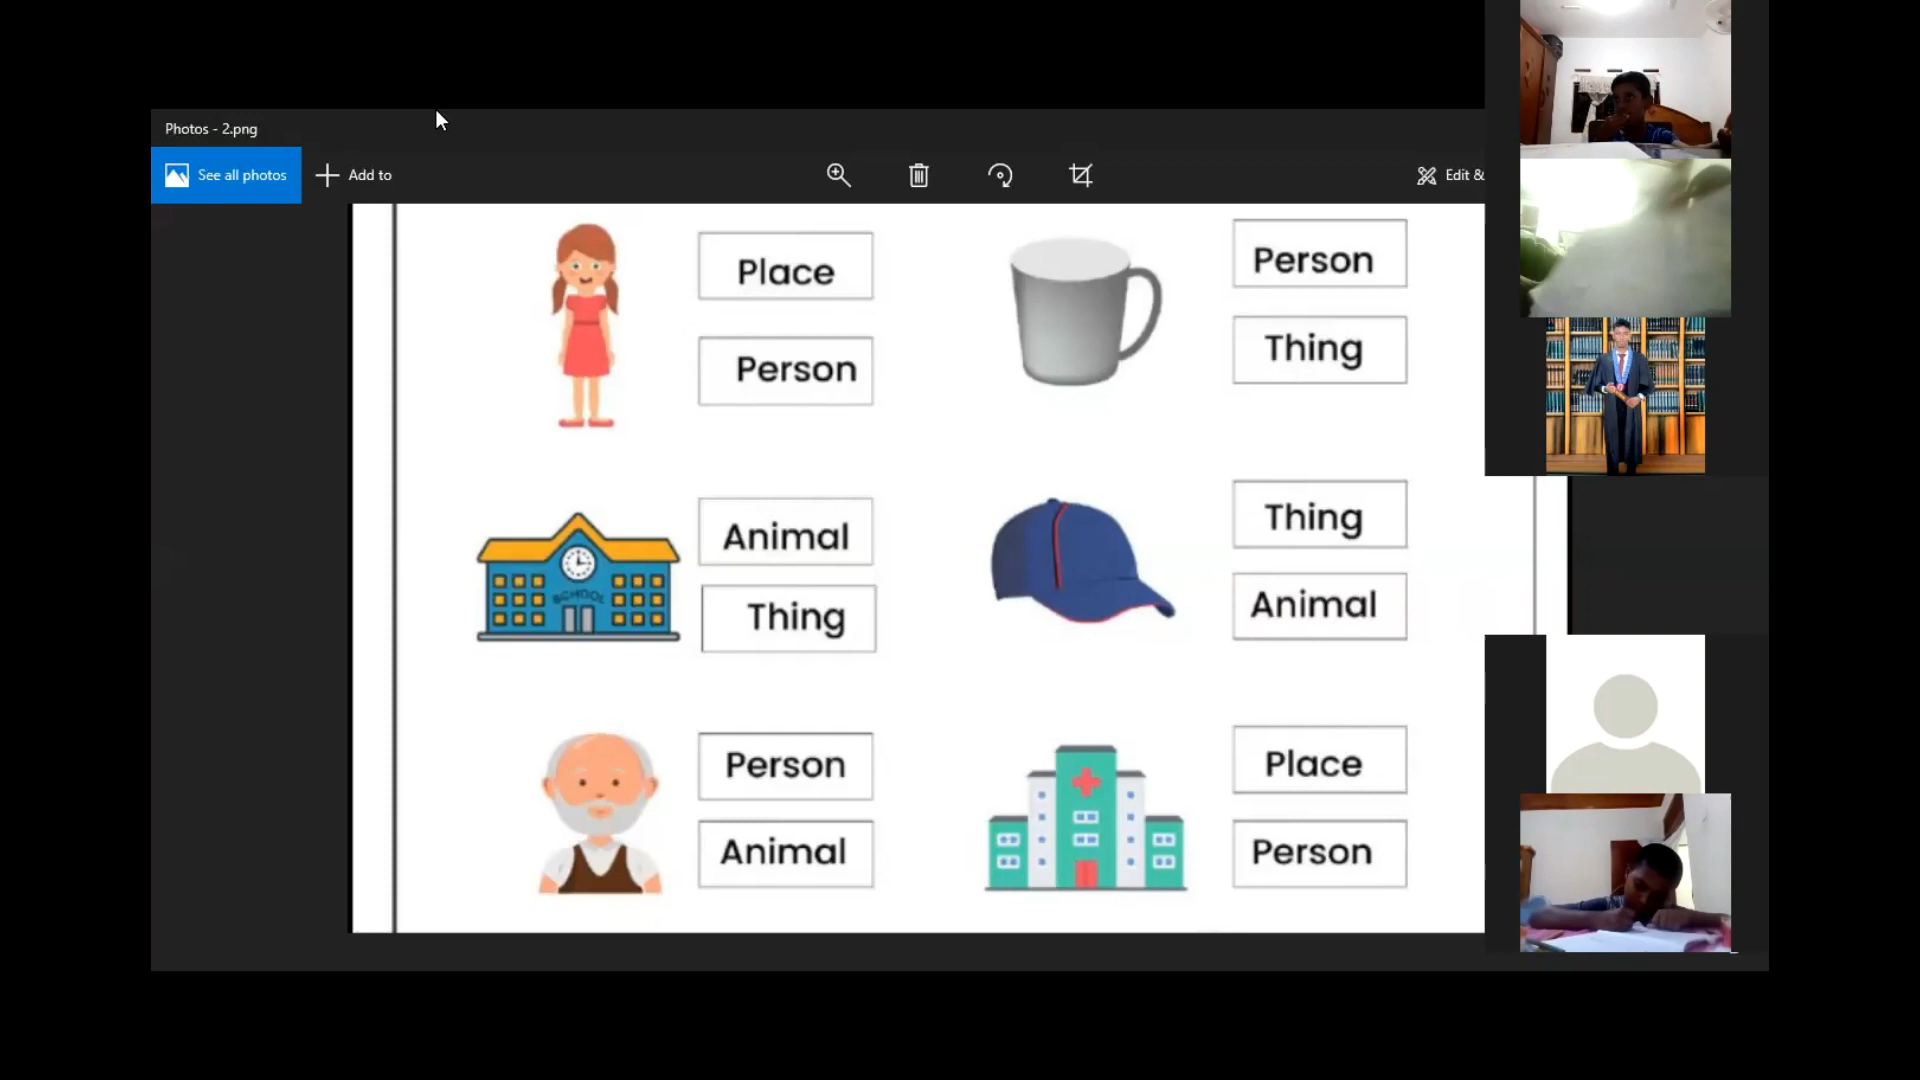 Photos - 2.png
See all photos
Add to
Edit &
Place
Person
Person
Thing
Animal
Thing
SCHOOL
Thing
Animal
Person
Animal
Place
Person